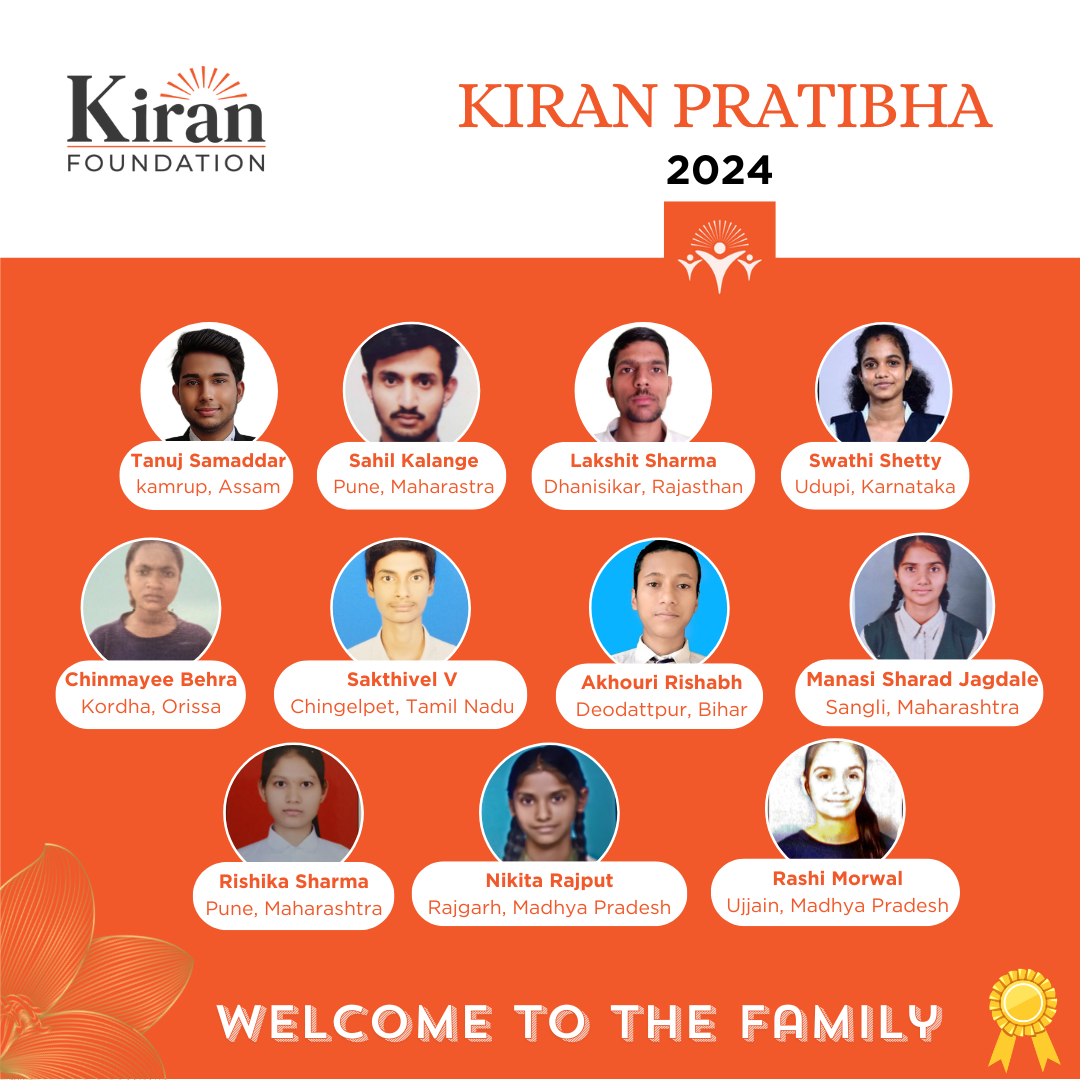 Kiran
FOUNDATION
KIRAN PRATIBHA
2024
Tanuj Samaddar
kamrup, Assam
Sahil Kalange
Pune, Maharastra
Lakshit Sharma
Dhanisikar, Rajasthan
Swathi Shetty
Udupi, Karnataka
Chinmayee Behra
Kordha, Orissa
Sakthivel V
Chingelpet, Tamil Nadu
Akhouri Rishabh
Deodattpur, Bihar
Manasi Sharad Jagdale
Sangli, Maharashtra
Rishika Sharma
Pune, Maharashtra
Nikita Rajput
Rajgarh, Madhya Pradesh
Rashi Morwal
Ujjain, Madhya Pradesh
WELCOME TO THE FAMILY